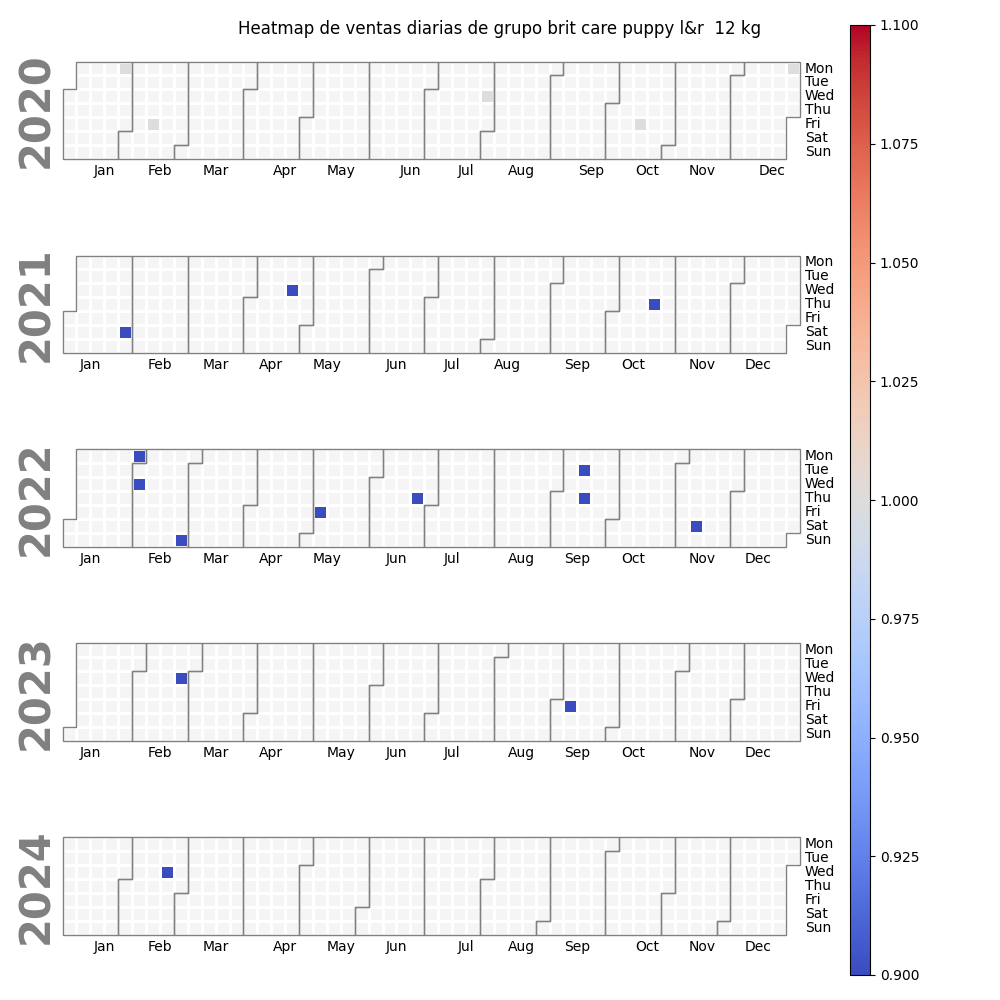 Heatmap de ventas diarias de grupo brit care puppy l&r  12 kg
2020
Mon
Tue
Wed
Thu
Fri
Sat
Sun
Jan Feb Mar Apr May Jun Jul Aug Sep Oct Nov Dec
2021
Mon
Tue
Wed
Thu
Fri
Sat
Sun
Jan Feb Mar Apr May Jun Jul Aug Sep Oct Nov Dec
2022
Mon
Tue
Wed
Thu
Fri
Sat
Sun
Jan Feb Mar Apr May Jun Jul Aug Sep Oct Nov Dec
2023
Mon
Tue
Wed
Thu
Fri
Sat
Sun
Jan Feb Mar Apr May Jun Jul Aug Sep Oct Nov Dec
2024
Mon
Tue
Wed
Thu
Fri
Sat
Sun
Jan Feb Mar Apr May Jun Jul Aug Sep Oct Nov Dec
1.100
1.075
1.050
1.025
1.000
0.975
0.950
0.925
0.900